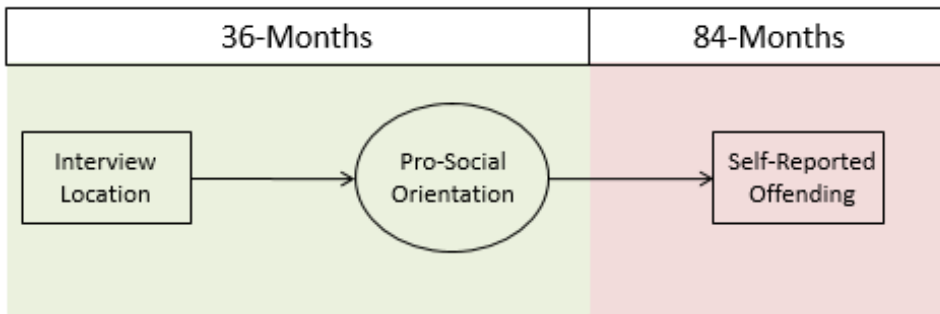 36-Months
84-Months
Interview
Location
Pro-Social
Orientation
Self-Reported
Offending